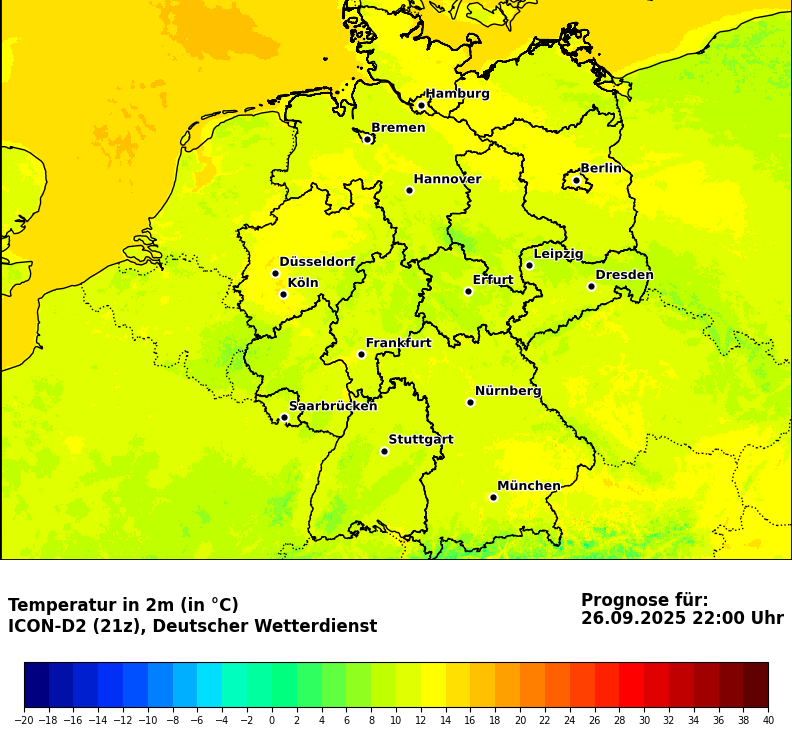 Hamburg
Bremen
Berlin
Hannover
Leipzig
Düsseldorf
Dresden
Köln
Erfurt
Frankfurt
Nürnberg
Saarbrücken
Stuttgart
München
Temperatur in 2m (in °C)
ICON-D2 (21z), Deutscher Wetterdienst
Prognose für:
26.09.2025 22:00 Uhr
−20 −18 −16 −14 −12 −10 −8 −6 −4 −2 0 2 4 6 8 10 12 14 16 18 20 22 24 26 28 30 32 34 36 38 40